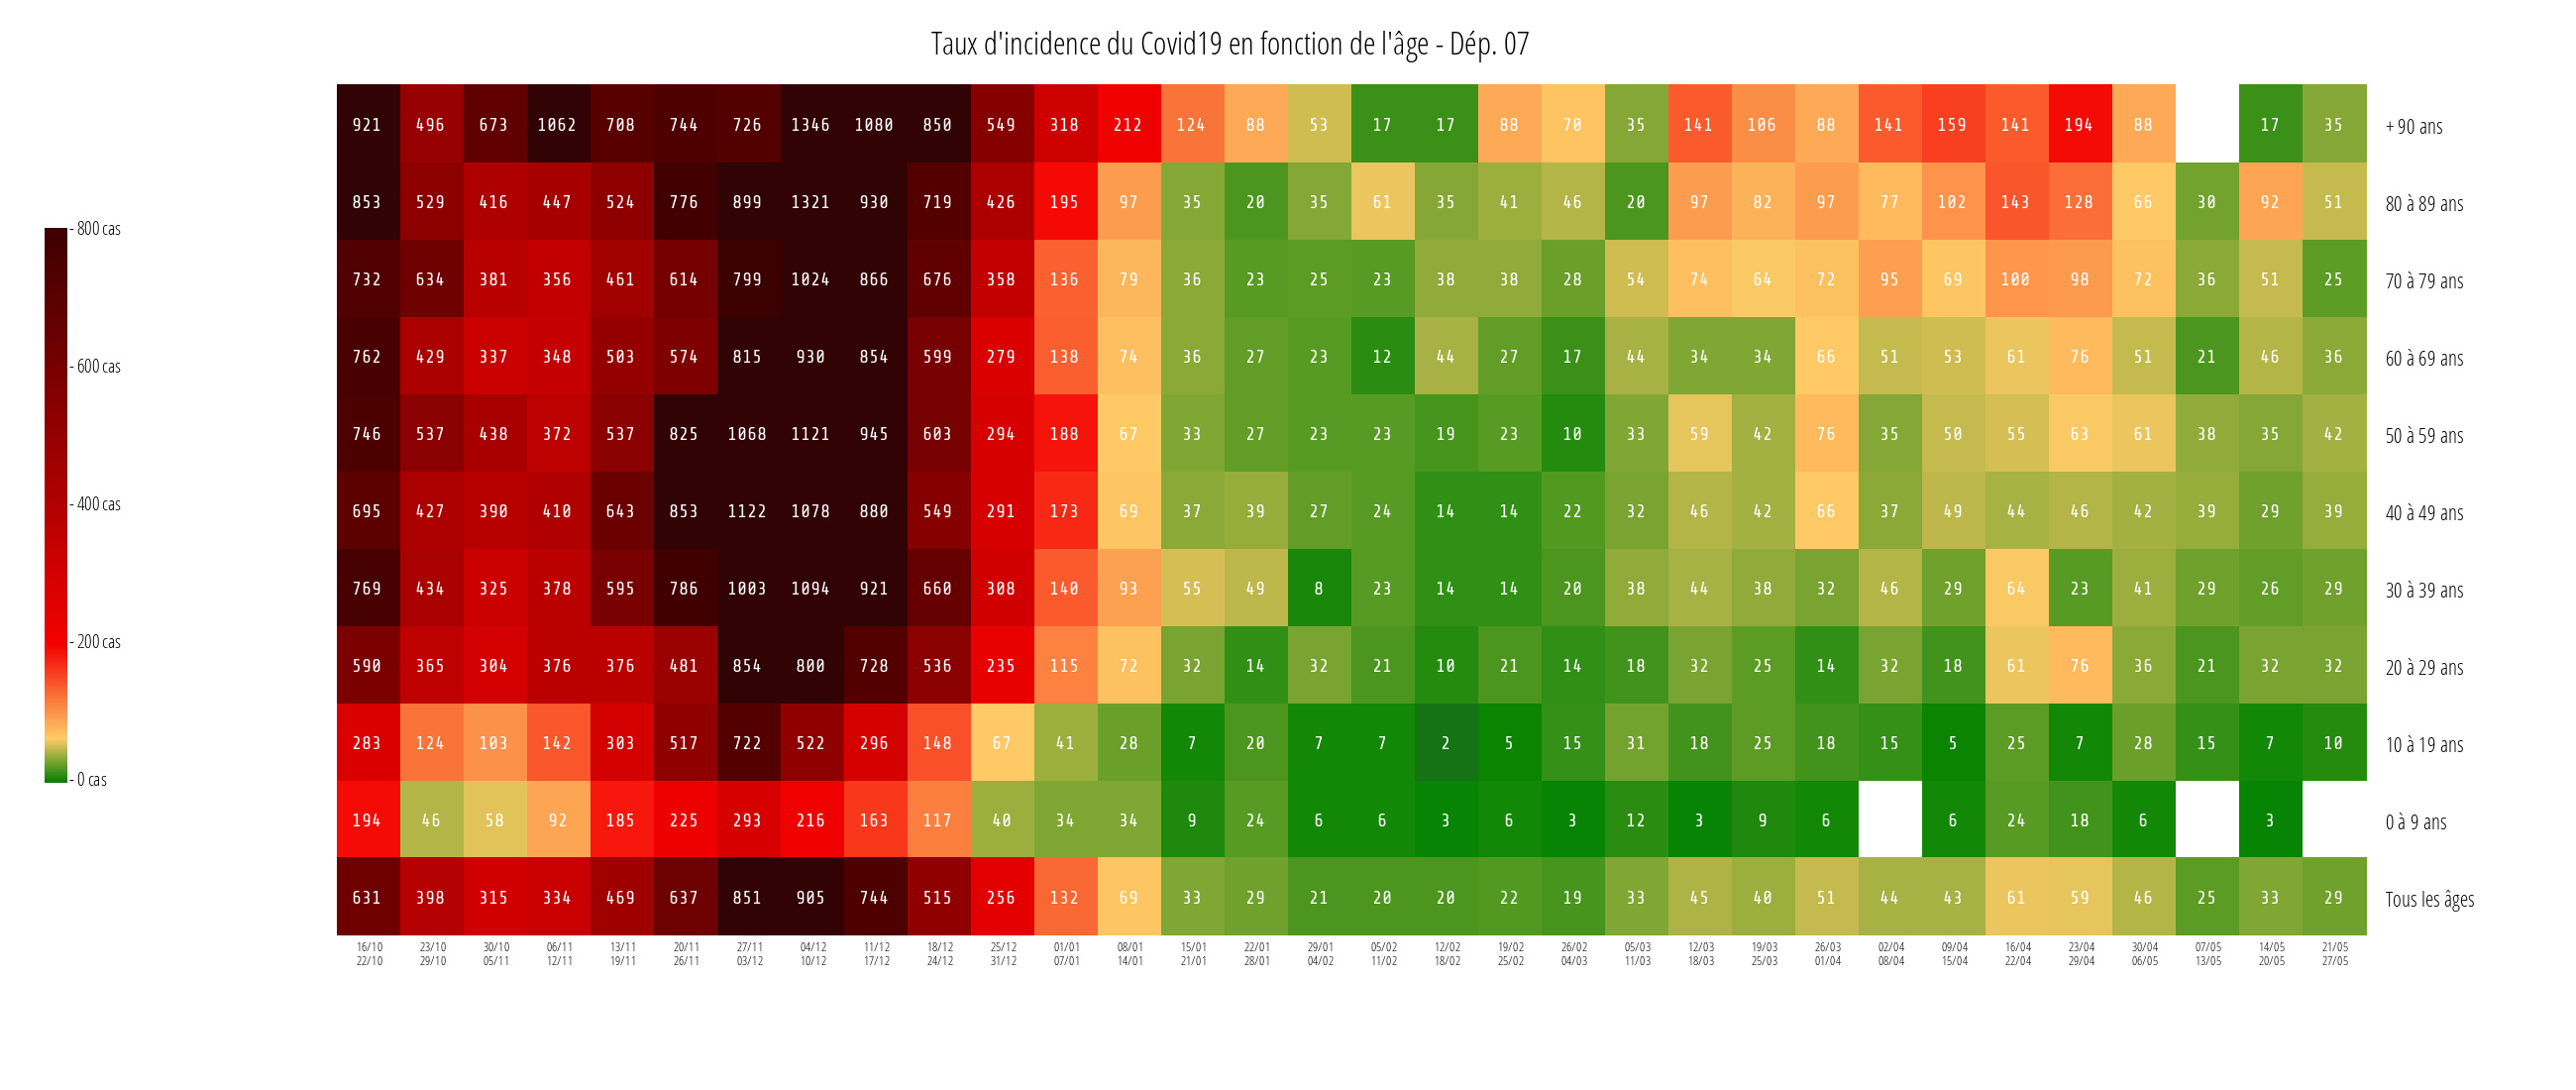 Taux d'incidence du Covid19 en fonction de l'âge - Dép. 07
- 800 cas
- 600 cas
- 400 cas
- 200 cas
- 0 cas
921 496 673 1062 708 744 726 1346 1080 850 549 318 212 124 88 53 17 17 88 70 35 141 106 88 141 159 141 194 88 17 35 + 90 ans
853 529 416 447 524 776 899 1321 930 719 426 195 97 35 20 35 61 35 41 46 20 97 82 97 77 102 143 128 66 30 92 51 80 à 89 ans
732 634 381 356 461 614 799 1024 866 676 358 136 79 36 23 25 23 38 38 28 54 74 64 72 95 69 100 98 72 36 51 25 70 à 79 ans
762 429 337 348 503 574 815 930 854 599 279 138 74 36 27 23 12 44 27 17 44 34 34 66 51 53 61 76 51 21 46 36 60 à 69 ans
746 537 438 372 537 825 1068 1121 945 603 294 188 67 33 27 23 23 19 23 10 33 59 42 76 35 50 55 63 61 38 35 42 50 à 59 ans
695 427 390 410 643 853 1122 1078 880 549 291 173 69 37 39 27 24 14 14 22 32 46 42 66 37 49 44 46 42 39 29 39 40 à 49 ans
769 434 325 378 595 786 1003 1094 921 660 308 140 93 55 49 8 23 14 14 20 38 44 38 32 46 29 64 23 41 29 26 29 30 à 39 ans
590 365 304 376 376 481 854 800 728 536 235 115 72 32 14 32 21 10 21 14 18 32 25 14 32 18 61 76 36 21 32 32 20 à 29 ans
283 124 103 142 303 517 722 522 296 148 67 41 28 7 20 7 7 2 5 15 31 18 25 18 15 5 25 7 28 15 7 10 10 à 19 ans
194 46 58 92 185 225 293 216 163 117 40 34 34 9 24 6 6 3 6 3 12 3 9 6 6 24 18 6 3 0 à 9 ans
631 398 315 334 469 637 851 905 744 515 256 132 69 33 29 21 20 20 22 19 33 45 40 51 44 43 61 59 46 25 33 29 Tous les âges
16/10 23/10 30/10 06/11 13/11 20/11 27/11 04/12 11/12 18/12 25/12 01/01 08/01 15/01 22/01 29/01 05/02 12/02 19/02 26/02 05/03 12/03 19/03 26/03 02/04 09/04 16/04 23/04 30/04 07/05 14/05 21/05
22/10 29/10 05/11 12/11 19/11 26/11 03/12 10/12 17/12 24/12 31/12 07/01 14/01 21/01 28/01 04/02 11/02 18/02 25/02 04/03 11/03 18/03 25/03 01/04 08/04 15/04 22/04 29/04 06/05 13/05 20/05 27/05